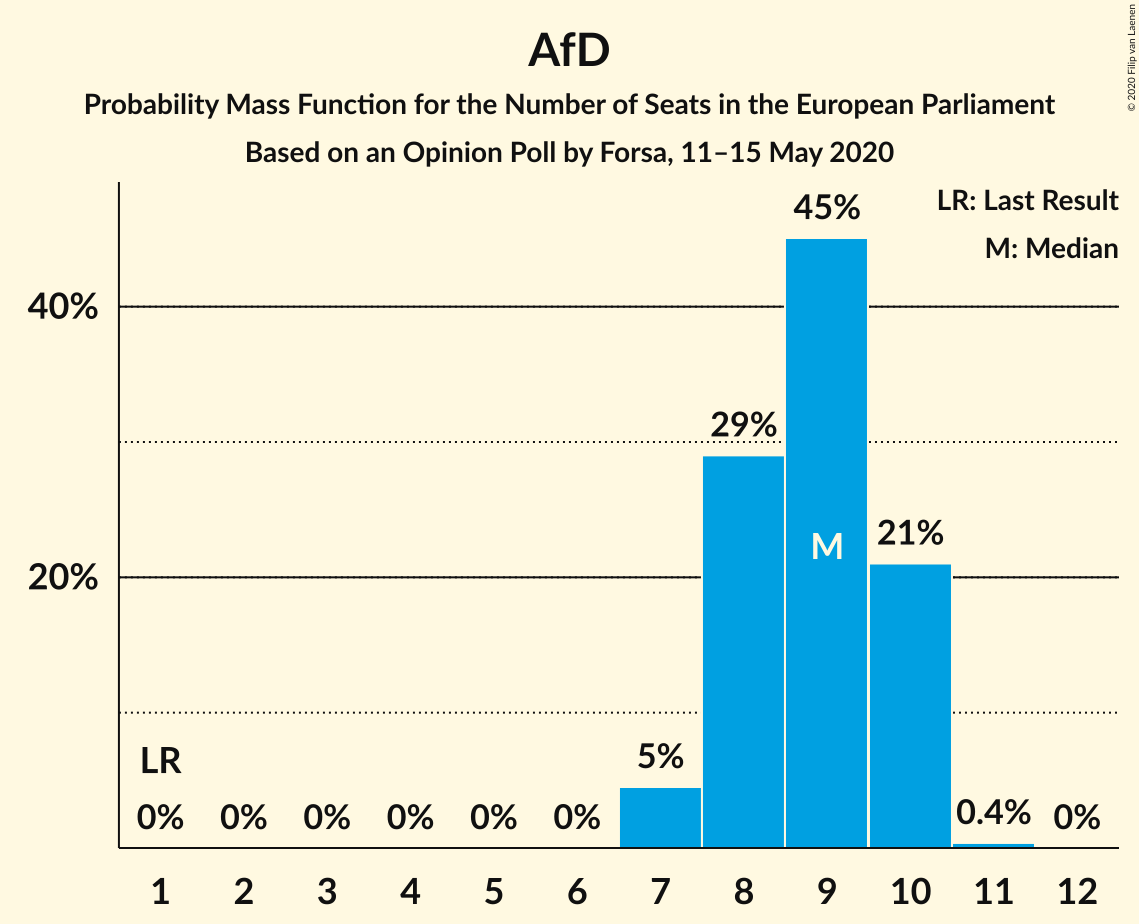 AfD
Probability Mass Function for the Number of Seats in the European Parliament
Based on an Opinion Poll by Forsa, 11–15 May 2020
© 2020 Filip van Laenen
LR: Last Result
M: Median
45%
40%
29%
M
21%
20%
LR
5%
0% 0% 0% 0% 0% 0% 0.4% 0%
1 2 3 4 5 6 7 8 9 10 11 12